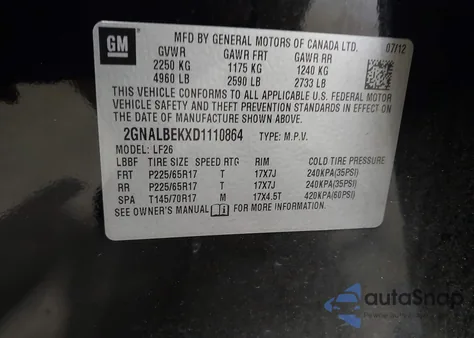 GM
MFD BY GENERAL MOTORS OF CANADA LTD. 07/12
GVWR GAWR FRT GAWR RR
2250 KG 1175 KG 1240 KG
4960 LB 2590 LB 2733 LB
THIS VEHICLE CONFORMS TO ALL APPLICABLE U.S. FEDERAL MOTOR
VEHICLE SAFETY AND THEFT PREVENTION STANDARDS IN EFFECT ON THE
DATE OF MANUFACTURE SHOWN ABOVE.
2GNALBEKXD1110864 TYPE: M.P.V.
MODEL: LF26
LBBF TIRE SIZE SPEED RTG RIM COLD TIRE PRESSURE
FRT P225/65R17 T 17X7J 240KPA(35PSI)
RR P225/65R17 T 17X7J 240KPA(35PSI)
SPA T145/70R17 M 17X4.5T 420KPA(60PSI)
SEE OWNER'S MANUAL FOR MORE INFORMATION.
autoSnap